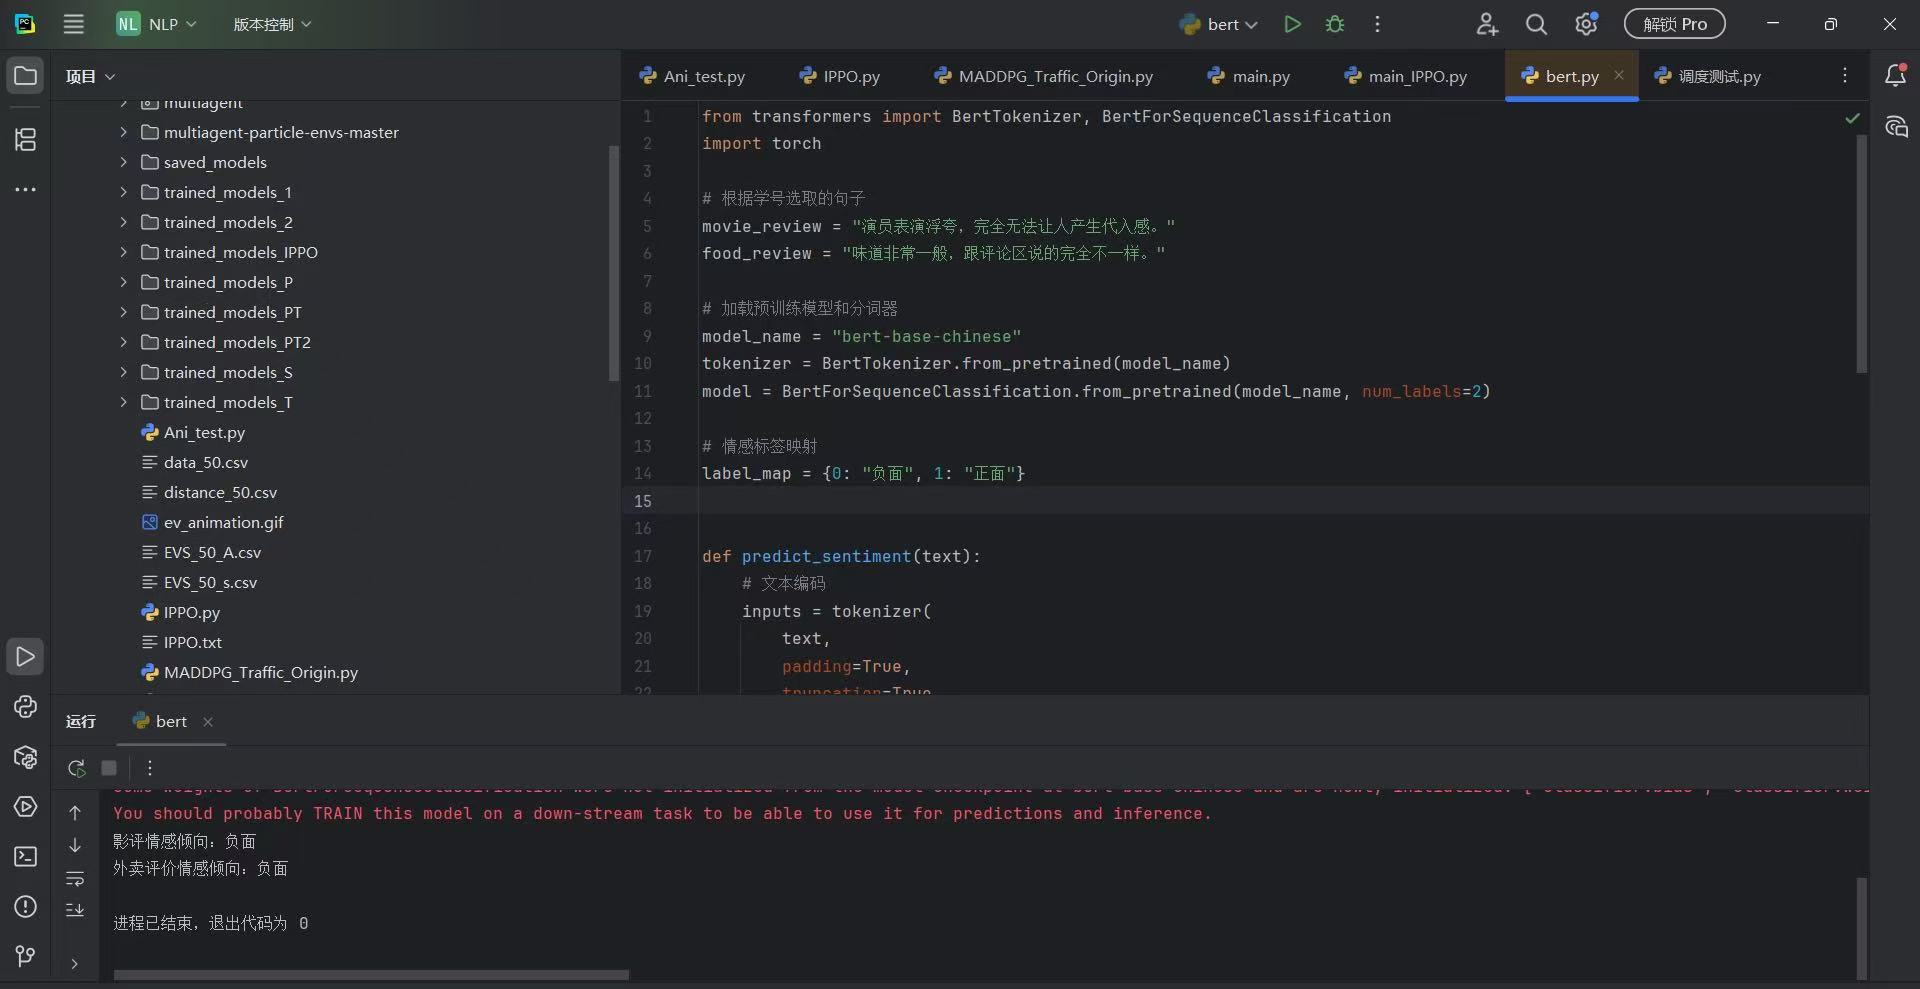 PC
NL NLP 版本控制 bert 解锁 Pro
项目
Ani_test.py IPPO.py MADDPG_Traffic_Origin.py main.py main_IPPO.py bert.py 调度测试.py
multiagent
multiagent-particle-envs-master
saved_models
trained_models_1
trained_models_2
trained_models_IPPO
trained_models_P
trained_models_PT
trained_models_PT2
trained_models_S
trained_models_T
Ani_test.py
data_50.csv
distance_50.csv
ev_animation.gif
EVS_50_A.csv
EVS_50_s.csv
IPPO.py
IPPO.txt
MADDPG_Traffic_Origin.py
1 from transformers import BertTokenizer, BertForSequenceClassification
2 import torch
3
4 # 根据学号选取的句子
5 movie_review = "演员表演浮夸，完全无法让人产生代入感。"
6 food_review = "味道非常一般，跟评论区说的完全不一样。"
7
8 # 加载预训练模型和分词器
9 model_name = "bert-base-chinese"
10 tokenizer = BertTokenizer.from_pretrained(model_name)
11 model = BertForSequenceClassification.from_pretrained(model_name, num_labels=2)
12
13 # 情感标签映射
14 label_map = {0: "负面", 1: "正面"}
15
16
17 def predict_sentiment(text):
18 # 文本编码
19 inputs = tokenizer(
20 text,
21 padding=True,
22 truncation=True
运行 bert
You should probably TRAIN this model on a down-stream task to be able to use it for predictions and inference.
影评情感倾向：负面
外卖评价情感倾向：负面
进程已结束，退出代码为 0